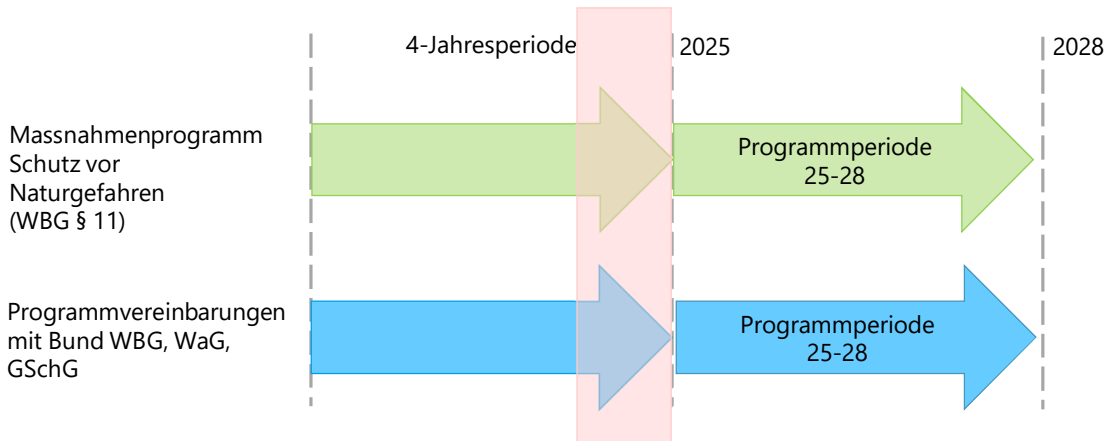 4-Jahresperiode
2025
2028
Massnahmenprogramm
Schutz vor
Naturgefahren
(WBG § 11)
Programmperiode
25-28
Programmvereinbarungen
mit Bund WBG, WaG,
GSchG
Programmperiode
25-28